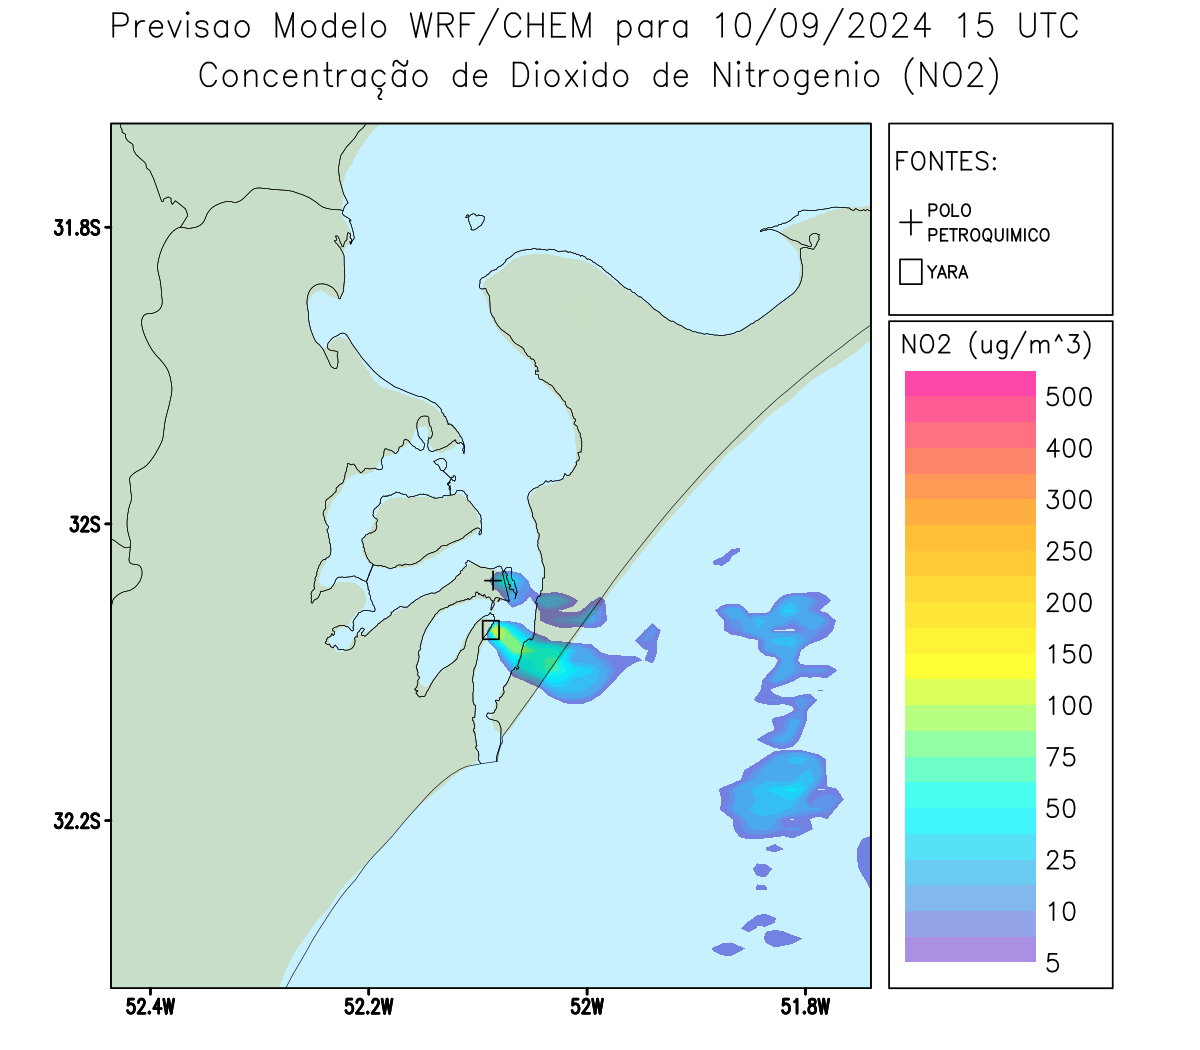 Previsao Modelo WRF/CHEM para 10/09/2024 15 UTC
Concentração de Dioxido de Nitrogenio (NO2)
FONTES:
POLO
PETROQUIMICO
YARA
31.8S
32S
32.2S
52.4W
52.2W
52W
51.8W
NO2 (ug/m^3)
500
400
300
250
200
150
100
75
50
25
10
5